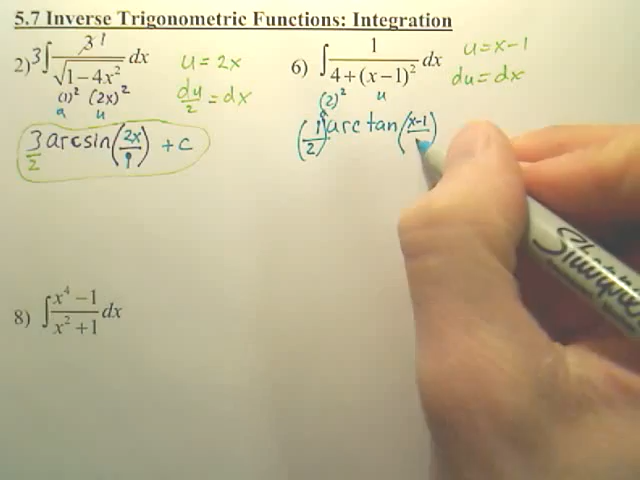 5.7 Inverse Trigonometric Functions: Integration
2) 3 ∫ 3 1 / √(1 − 4x²) dx
(1)² (2x)²
a u
u = 2x
du/2 = dx
3/2 arcsin(2x/1) + c
6) ∫ 1 / (4 + (x − 1)²) dx
(2)² u
u = x − 1
du = dx
(1/2) arc tan(x−1/
8) ∫ (x⁴ − 1) / (x² + 1) dx
Sharpie